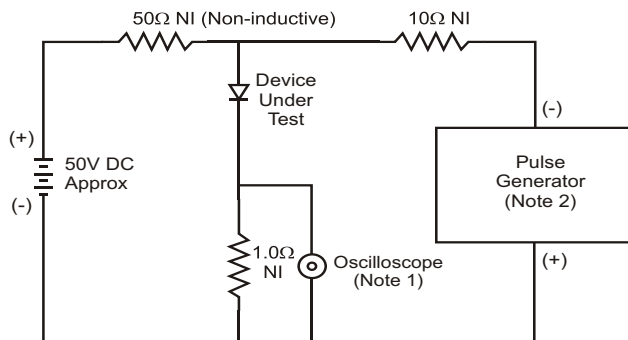 50Ω NI (Non-inductive)
10Ω NI
Device
Under
Test
(+)
50V DC
Approx
(-)
(-)
Pulse
Generator
(Note 2)
(+)
1.0Ω
NI
Oscilloscope
(Note 1)